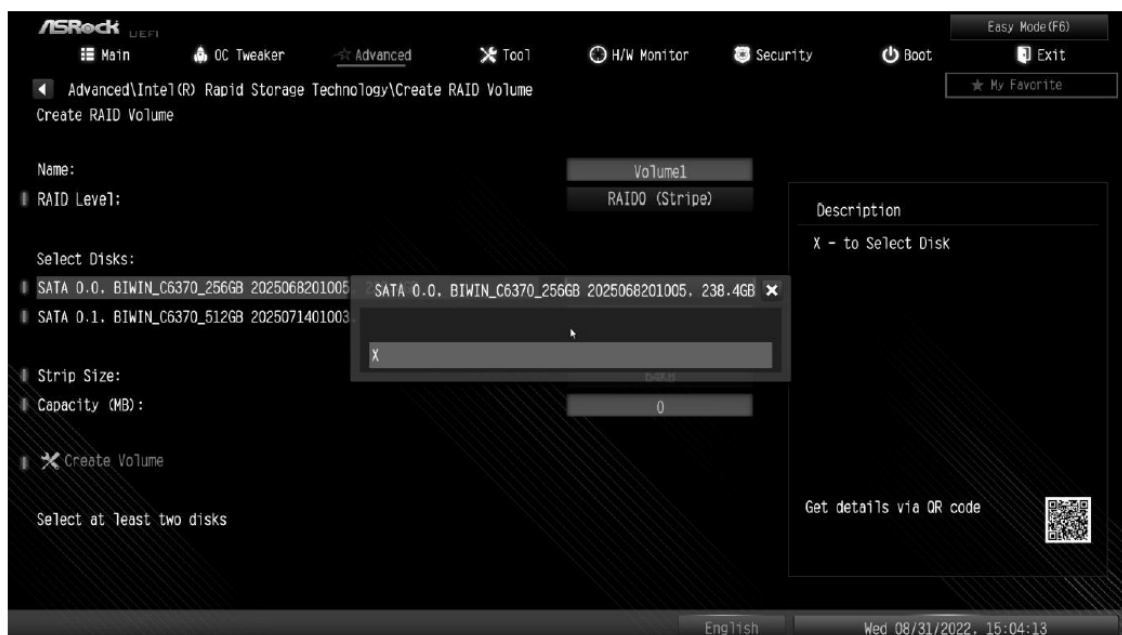 ASRock UEFI
Easy Mode(F6)
Main OC Tweaker Advanced Tool H/W Monitor Security Boot Exit
Advanced\Intel(R) Rapid Storage Technology\Create RAID Volume
My Favorite
Create RAID Volume
Name: Volume1
RAID Level: RAID0 (Stripe)
Description
X - to Select Disk
Select Disks:
SATA 0.0, BIWIN_C6370_256GB 2025068201005,
SATA 0.0, BIWIN_C6370_256GB 2025068201005, 238.4GB
SATA 0.1, BIWIN_C6370_512GB 2025071401003,
X
Strip Size: 64KB
Capacity (MB): 0
Create Volume
Get details via QR code
Select at least two disks
English Wed 08/31/2022, 15:04:13